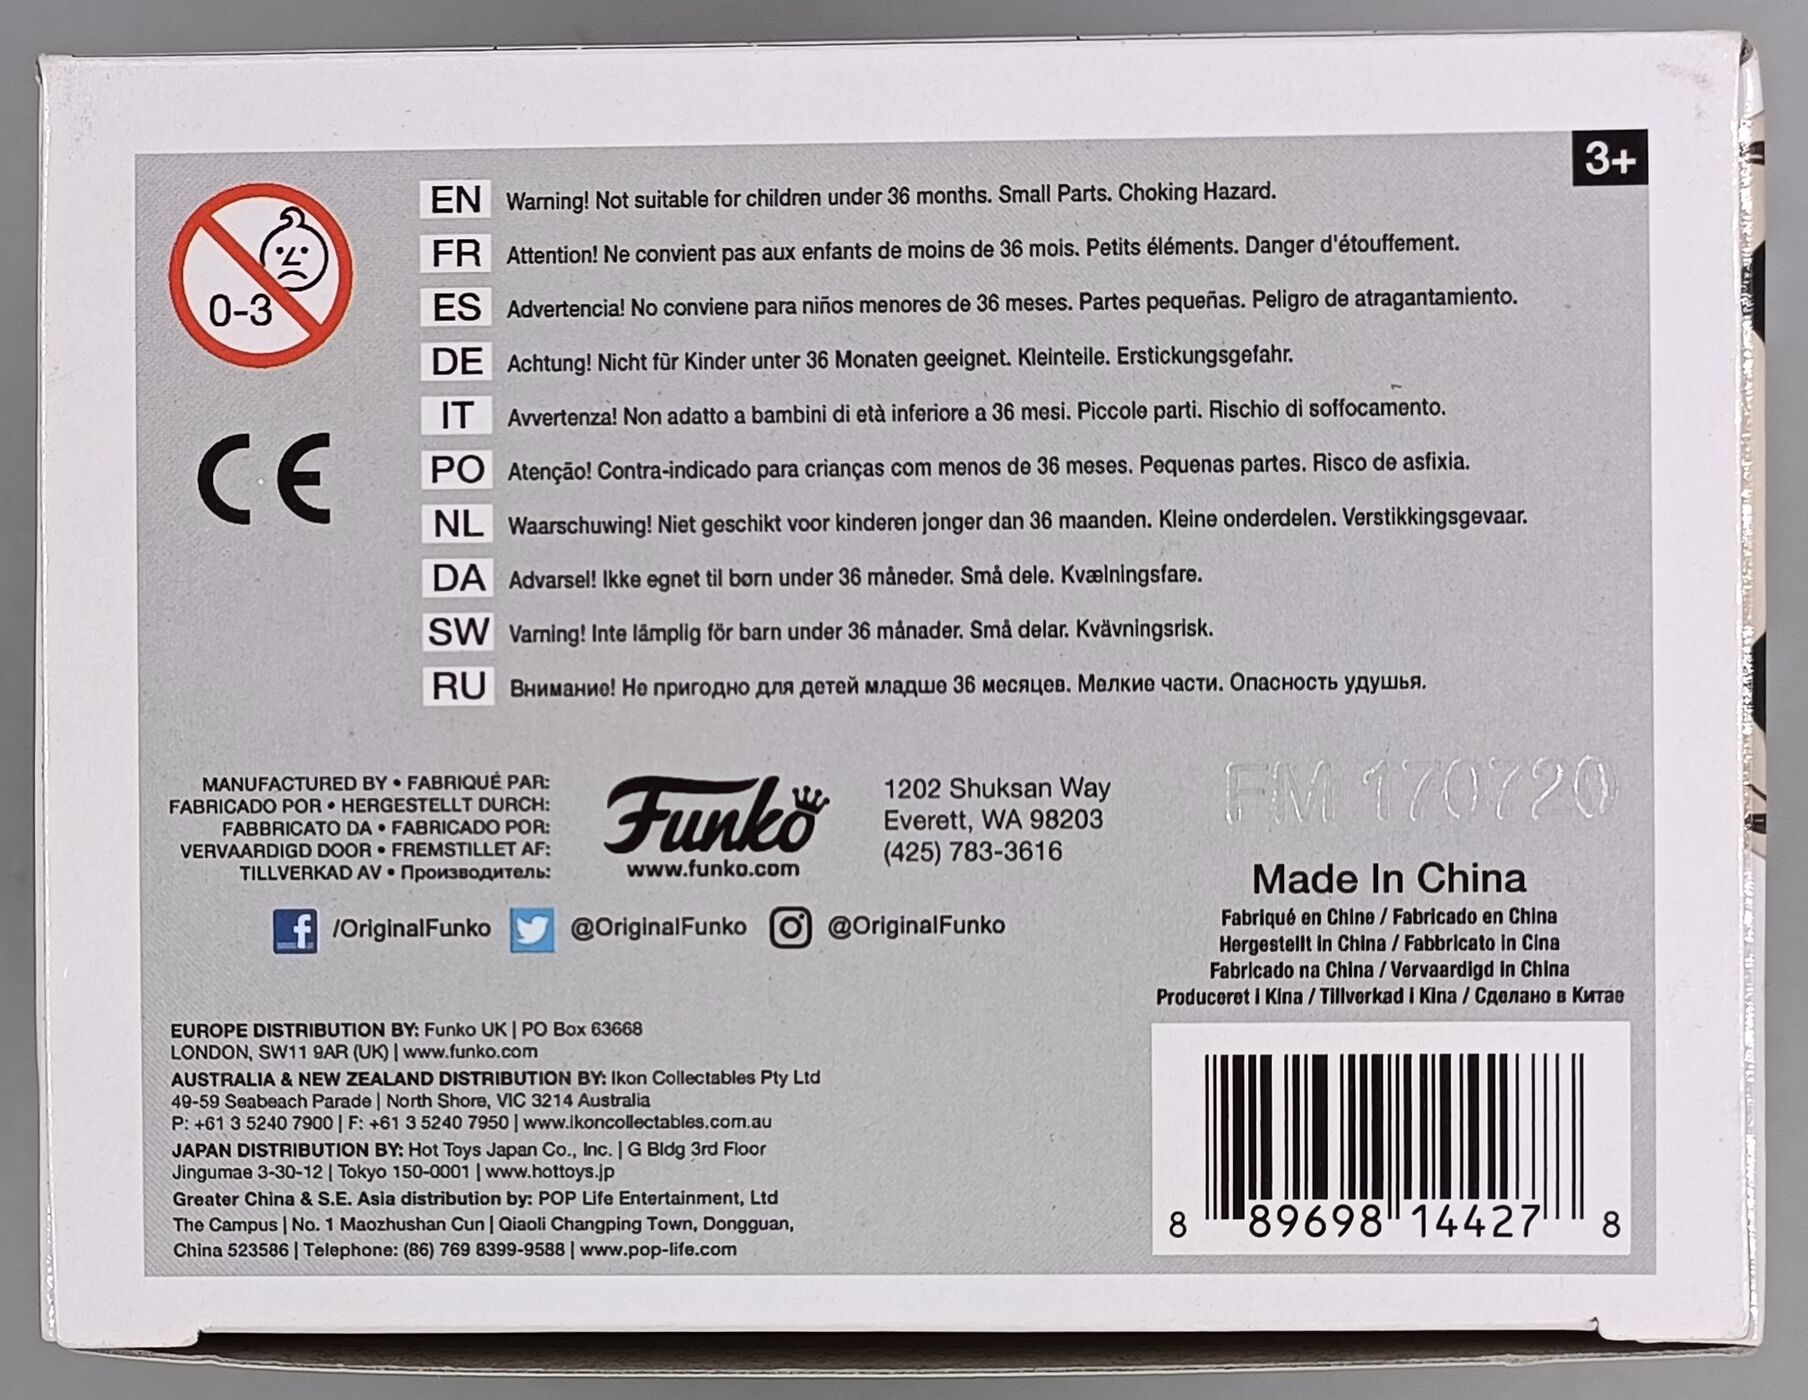 3+
0-3
CE
EN Warning! Not suitable for children under 36 months. Small Parts. Choking Hazard.
FR Attention! Ne convient pas aux enfants de moins de 36 mois. Petits éléments. Danger d'étouffement.
ES Advertencia! No conviene para niños menores de 36 meses. Partes pequeñas. Peligro de atragantamiento.
DE Achtung! Nicht für Kinder unter 36 Monaten geeignet. Kleinteile. Erstickungsgefahr.
IT Avvertenza! Non adatto a bambini di età inferiore a 36 mesi. Piccole parti. Rischio di soffocamento.
PO Atenção! Contra-indicado para crianças com menos de 36 meses. Pequenas partes. Risco de asfixia.
NL Waarschuwing! Niet geschikt voor kinderen jonger dan 36 maanden. Kleine onderdelen. Verstikkingsgevaar.
DA Advarsel! Ikke egnet til børn under 36 måneder. Små dele. Kvælningsfare.
SW Varning! Inte lämplig för barn under 36 månader. Små delar. Kvävningsrisk.
RU Внимание! Не пригодно для детей младше 36 месяцев. Мелкие части. Опасность удушья.
MANUFACTURED BY • FABRIQUÉ PAR:
FABRICADO POR • HERGESTELLT DURCH:
FABBRICATO DA • FABRICADO POR:
VERVAARDIGD DOOR • FREMSTILLET AF:
TILLVERKAD AV • Производитель:
Funko
www.funko.com
1202 Shuksan Way
Everett, WA 98203
(425) 783-3616
FM 170720
/OriginalFunko @OriginalFunko @OriginalFunko
Made In China
Fabriqué en Chine / Fabricado en China
Hergestellt in China / Fabbricato in Cina
Fabricado na China / Vervaardigd in China
Produceret i Kina / Tillverkad i Kina / Сделано в Китае
EUROPE DISTRIBUTION BY: Funko UK | PO Box 63668
LONDON, SW11 9AR (UK) | www.funko.com
AUSTRALIA & NEW ZEALAND DISTRIBUTION BY: Ikon Collectables Pty Ltd
49-59 Seabeach Parade | North Shore, VIC 3214 Australia
P: +61 3 5240 7900 | F: +61 3 5240 7950 | www.ikoncollectables.com.au
JAPAN DISTRIBUTION BY: Hot Toys Japan Co., Inc. | G Bldg 3rd Floor
Jingumae 3-30-12 | Tokyo 150-0001 | www.hottoys.jp
Greater China & S.E. Asia distribution by: POP Life Entertainment, Ltd
The Campus | No. 1 Maozhushan Cun | Qiaoli Changping Town, Dongguan,
China 523586 | Telephone: (86) 769 8399-9588 | www.pop-life.com
8 89698 14427 8